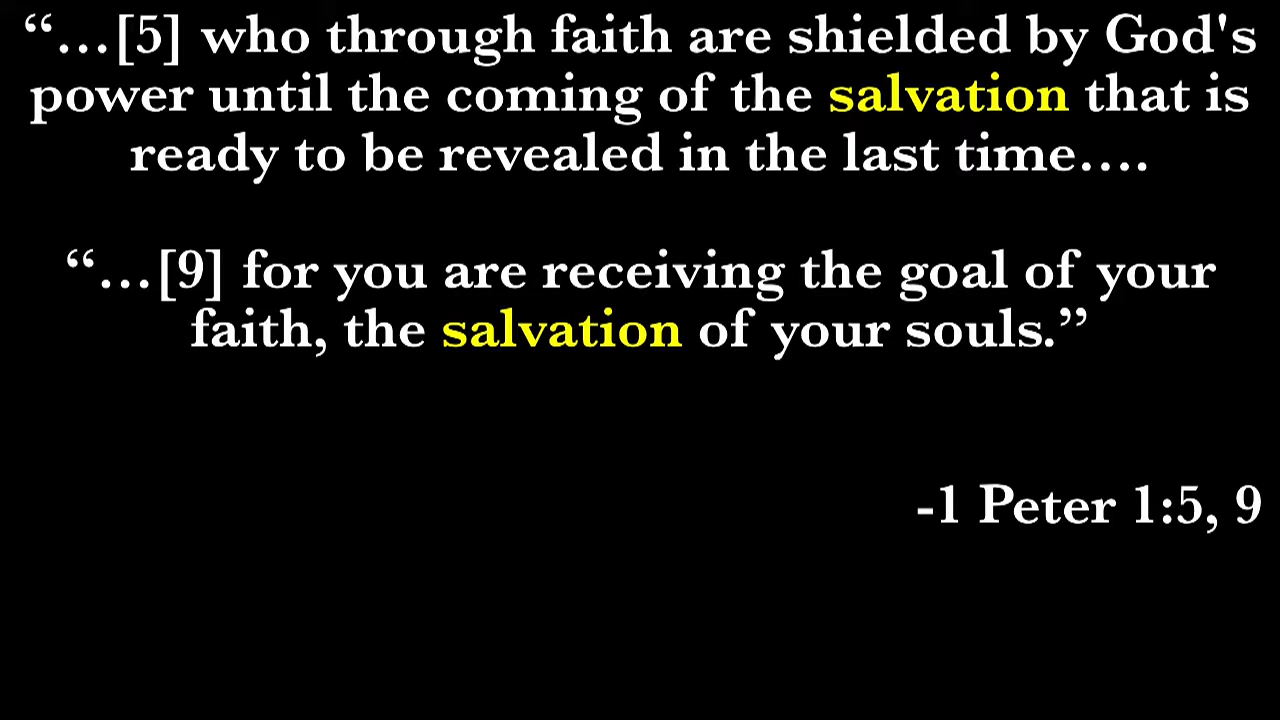 “…[5] who through faith are shielded by God's
power until the coming of the salvation that is
ready to be revealed in the last time….
“…[9] for you are receiving the goal of your
faith, the salvation of your souls.”
-1 Peter 1:5, 9